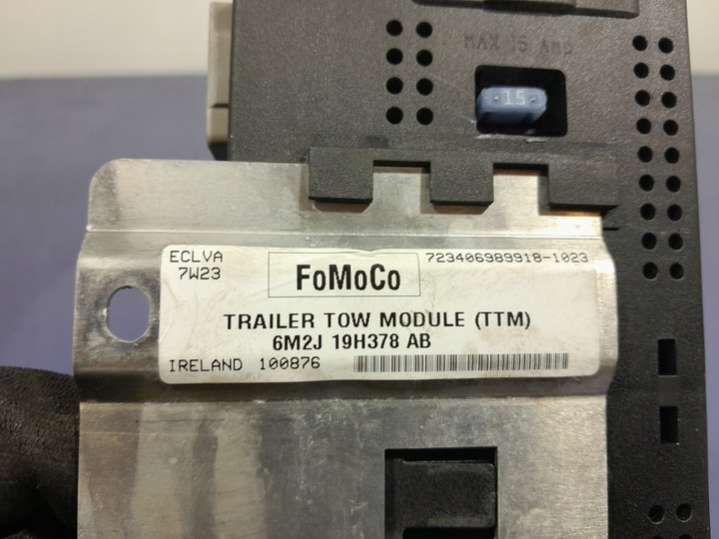 MAX 15 Amp
15
ECLVA
7W23
FoMoCo
723406989918-1023
TRAILER TOW MODULE (TTM)
6M2J 19H378 AB
IRELAND 100876